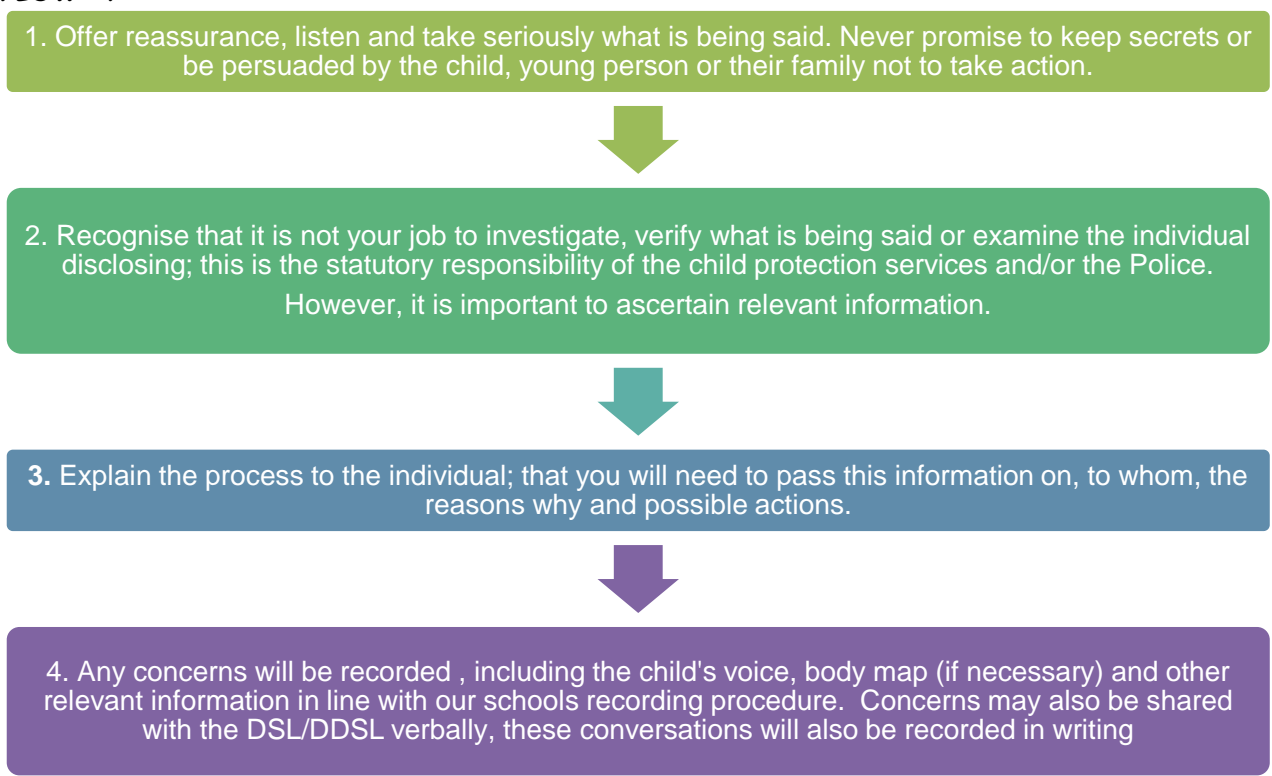 1. Offer reassurance, listen and take seriously what is being said. Never promise to keep secrets or
be persuaded by the child, young person or their family not to take action.
2. Recognise that it is not your job to investigate, verify what is being said or examine the individual
disclosing; this is the statutory responsibility of the child protection services and/or the Police.
However, it is important to ascertain relevant information.
3. Explain the process to the individual; that you will need to pass this information on, to whom, the
reasons why and possible actions.
4. Any concerns will be recorded , including the child's voice, body map (if necessary) and other
relevant information in line with our schools recording procedure. Concerns may also be shared
with the DSL/DDSL verbally, these conversations will also be recorded in writing